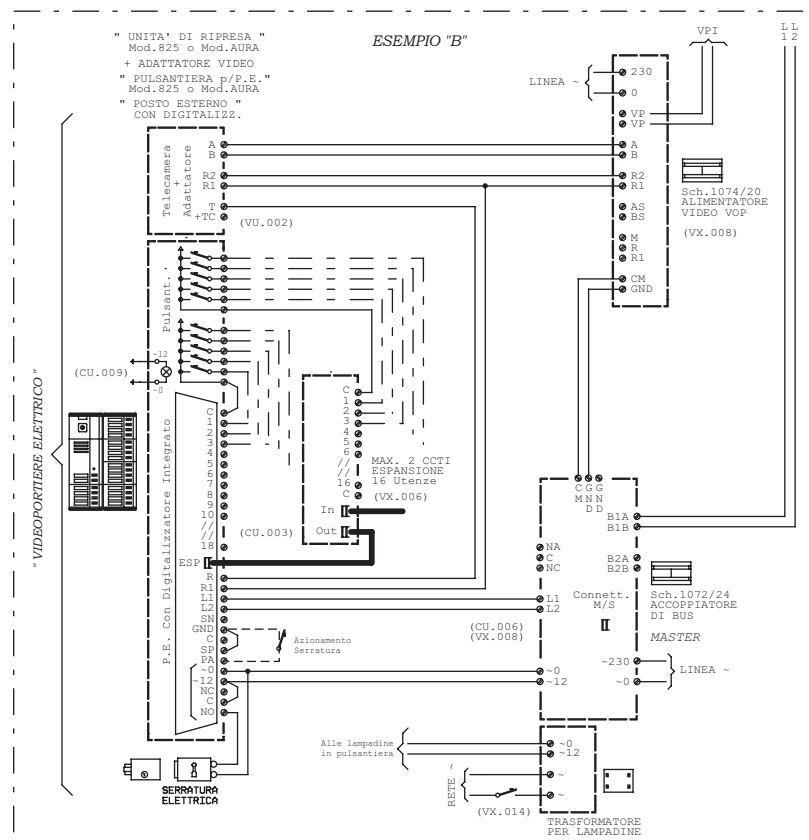 " UNITA' DI RIPRESA "
Mod.825 o Mod.AURA
+ ADATTATORE VIDEO
" PULSANTIERA p/P.E."
Mod.825 o Mod.AURA
" POSTO ESTERNO "
CON DIGITALIZZ.
ESEMPIO "B"
VPI
L L
1 2
LINEA ~
230
0
VP
VP
A
B
R2
R1
AS
BS
M
R
R1
CM
GND
Sch.1074/20
ALIMENTATORE
VIDEO VOP
(VX.008)
Telecamera
+
Adattatore
A
B
R2
R1
T
+TC
(VU.002)
Pulsant.
~12
~0
(CU.009)
" VIDEOPORTIERE ELETTRICO "
P.E. Con Digitalizzatore Integrato
C
1
2
3
4
5
6
7
8
9
10
//
//
18
ESP
R
R1
L1
L2
SN
GND
C
SP
PA
~0
~12
NC
C
NO
C
1
2
3
4
5
6
//
//
16
C
In
Out
(CU.003)
MAX. 2 CCTI
ESPANSIONE
16 Utenze
(VX.006)
Azionamento
Serratura
C G G
M N N
D D
B1A
B1B
NA
C
NC
B2A
B2B
L1
L2
Connett.
M/S
(CU.006)
(VX.008)
Sch.1072/24
ACCOPPIATORE
DI BUS
MASTER
~230
~0
LINEA ~
~0
~12
Alle lampadine
in pulsantiera
~0
~12
~
~
RETE ~
(VX.014)
TRASFORMATORE
PER LAMPADINE
SERRATURA
ELETTRICA